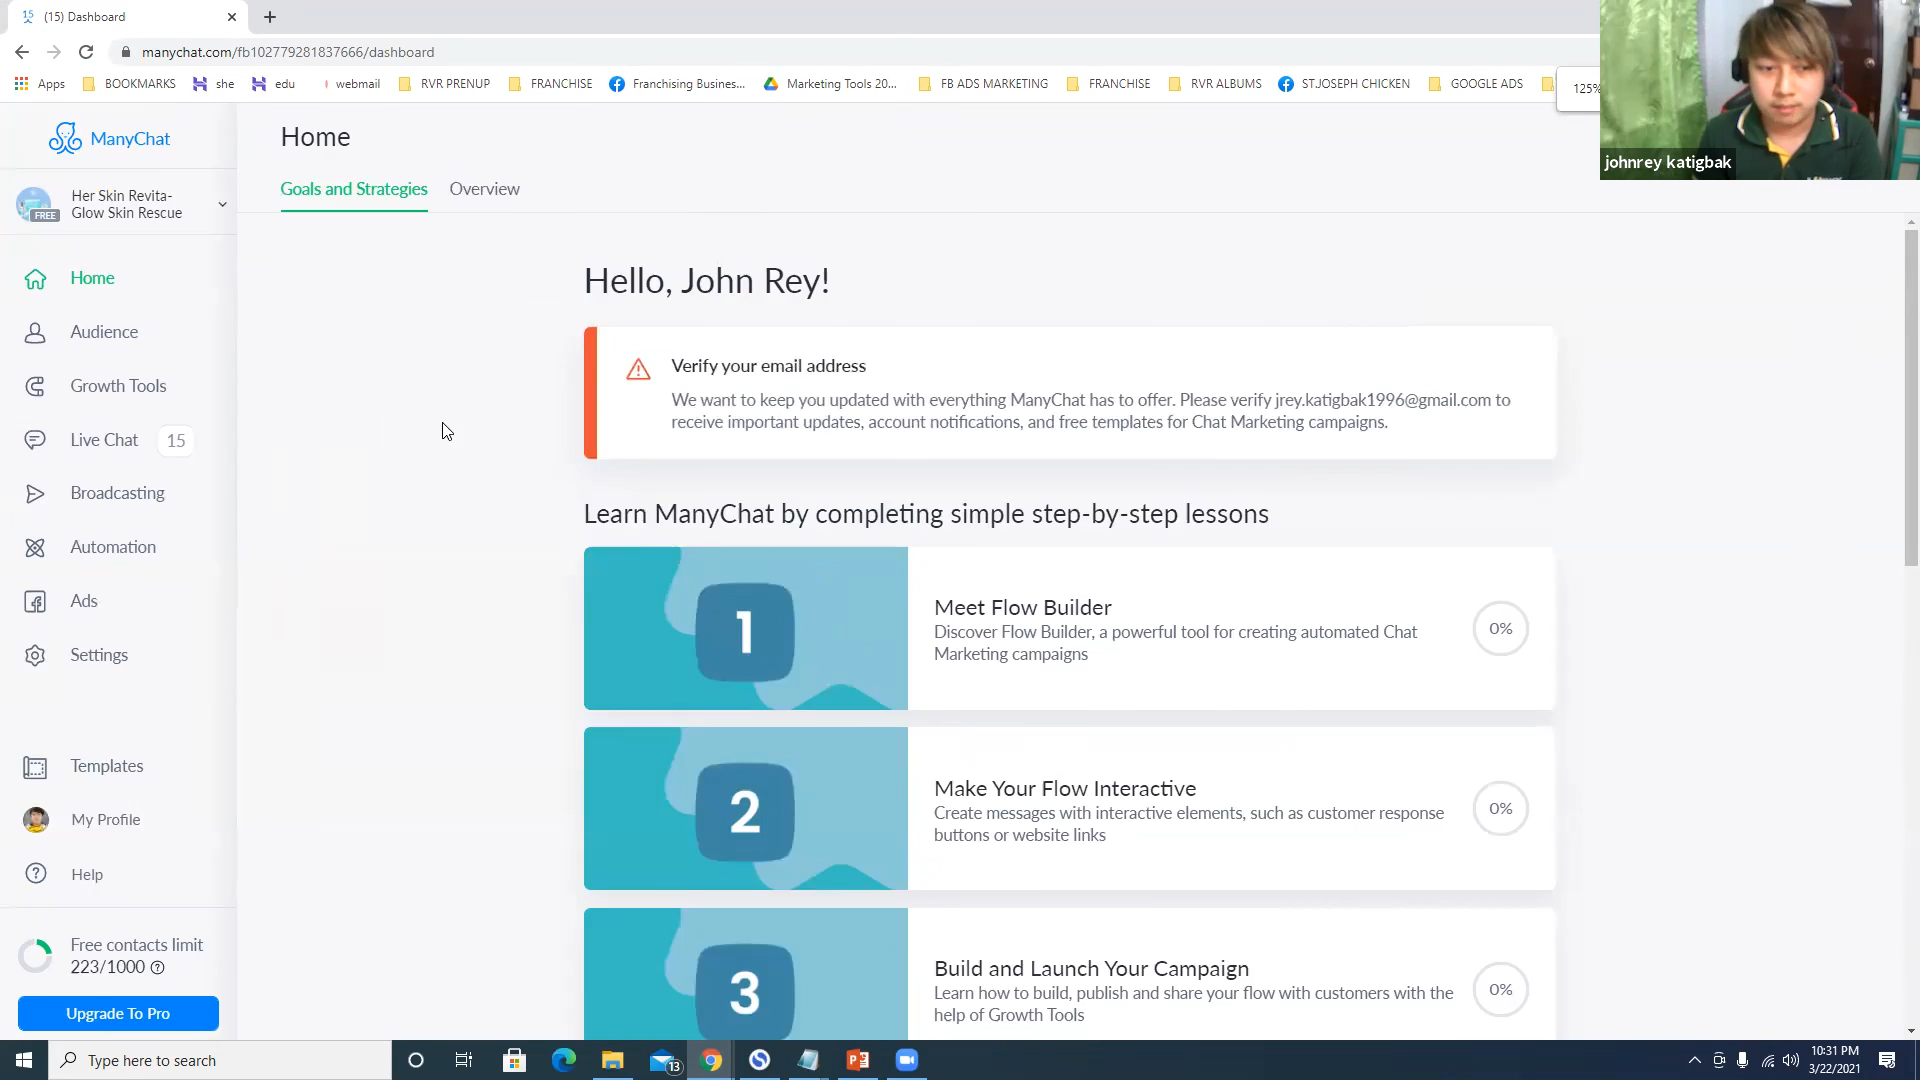 15 (15) Dashboard
manychat.com/fb102779281837666/dashboard
Apps BOOKMARKS she edu webmail RVR PRENUP FRANCHISE Franchising Busines... Marketing Tools 20... FB ADS MARKETING FRANCHISE RVR ALBUMS ST.JOSEPH CHICKEN GOOGLE ADS
125%
johnrey katigbak
ManyChat
Her Skin Revita-
Glow Skin Rescue
FREE
Home
Audience
Growth Tools
Live Chat 15
Broadcasting
Automation
Ads
Settings
Templates
My Profile
Help
Free contacts limit
223/1000
Upgrade To Pro
Home
Goals and Strategies Overview
Hello, John Rey!
Verify your email address
We want to keep you updated with everything ManyChat has to offer. Please verify jrey.katigbak1996@gmail.com to
receive important updates, account notifications, and free templates for Chat Marketing campaigns.
Learn ManyChat by completing simple step-by-step lessons
1
Meet Flow Builder
Discover Flow Builder, a powerful tool for creating automated Chat
Marketing campaigns
0%
2
Make Your Flow Interactive
Create messages with interactive elements, such as customer response
buttons or website links
0%
3
Build and Launch Your Campaign
Learn how to build, publish and share your flow with customers with the
help of Growth Tools
0%
Type here to search
13
10:31 PM
3/22/2021